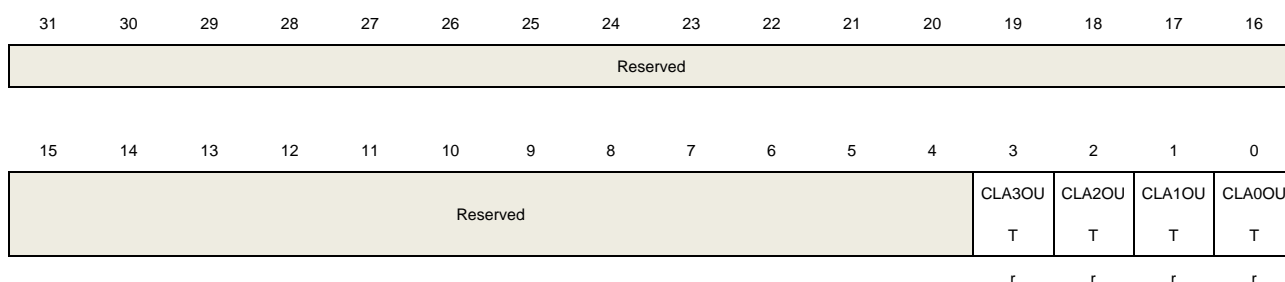 31 30 29 28 27 26 25 24 23 22 21 20 19 18 17 16
Reserved
15 14 13 12 11 10 9 8 7 6 5 4 3 2 1 0
Reserved
CLA3OU CLA2OU CLA1OU CLA0OU
T T T T
r r r r